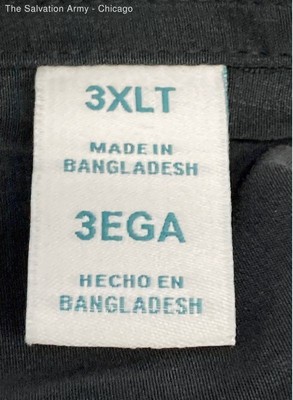 The Salvation Army - Chicago
3XLT
MADE IN
BANGLADESH
3EGA
HECHO EN
BANGLADESH